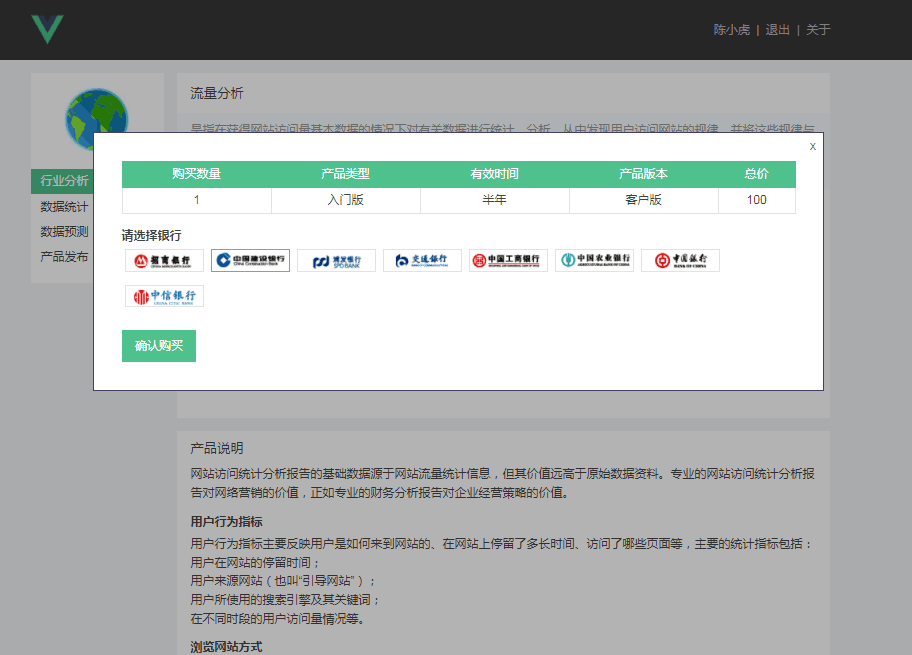 陈小虎 | 退出 | 关于
流量分析
是指在获得网站访问量基本数据的情况下对有关数据进行统计、分析，从中发现用户访问网站的规律，并将这些规律与
x
购买数量 产品类型 有效时间 产品版本 总价
1 入门版 半年 客户版 100
请选择银行
招商银行 中国建设银行 China Construction Bank 浦发银行 SPD BANK 交通银行 中国工商银行 中国农业银行 AGRICULTURAL BANK OF CHINA 中国银行 BANK OF CHINA
中信银行 CHINA CITIC BANK
确认购买
行业分析
数据统计
数据预测
产品发布
产品说明
网站访问统计分析报告的基础数据源于网站流量统计信息，但其价值远高于原始数据资料。专业的网站访问统计分析报
告对网络营销的价值，正如专业的财务分析报告对企业经营策略的价值。
用户行为指标
用户行为指标主要反映用户是如何来到网站的、在网站上停留了多长时间、访问了哪些页面等，主要的统计指标包括：
用户在网站的停留时间；
用户来源网站（也叫“引导网站”）；
用户所使用的搜索引擎及其关键词；
在不同时段的用户访问量情况等。
浏览网站方式